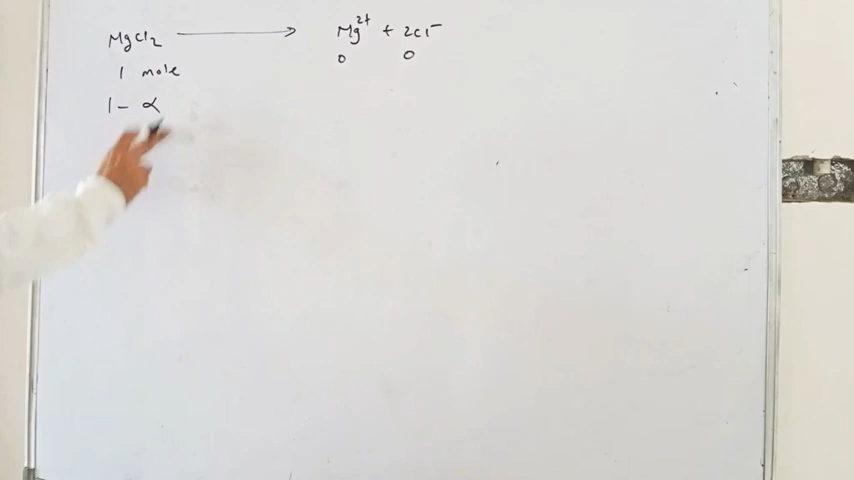 MgCl₂ ⟶ Mg²⁺ + 2Cl⁻
1 mole 0 0
1 - α